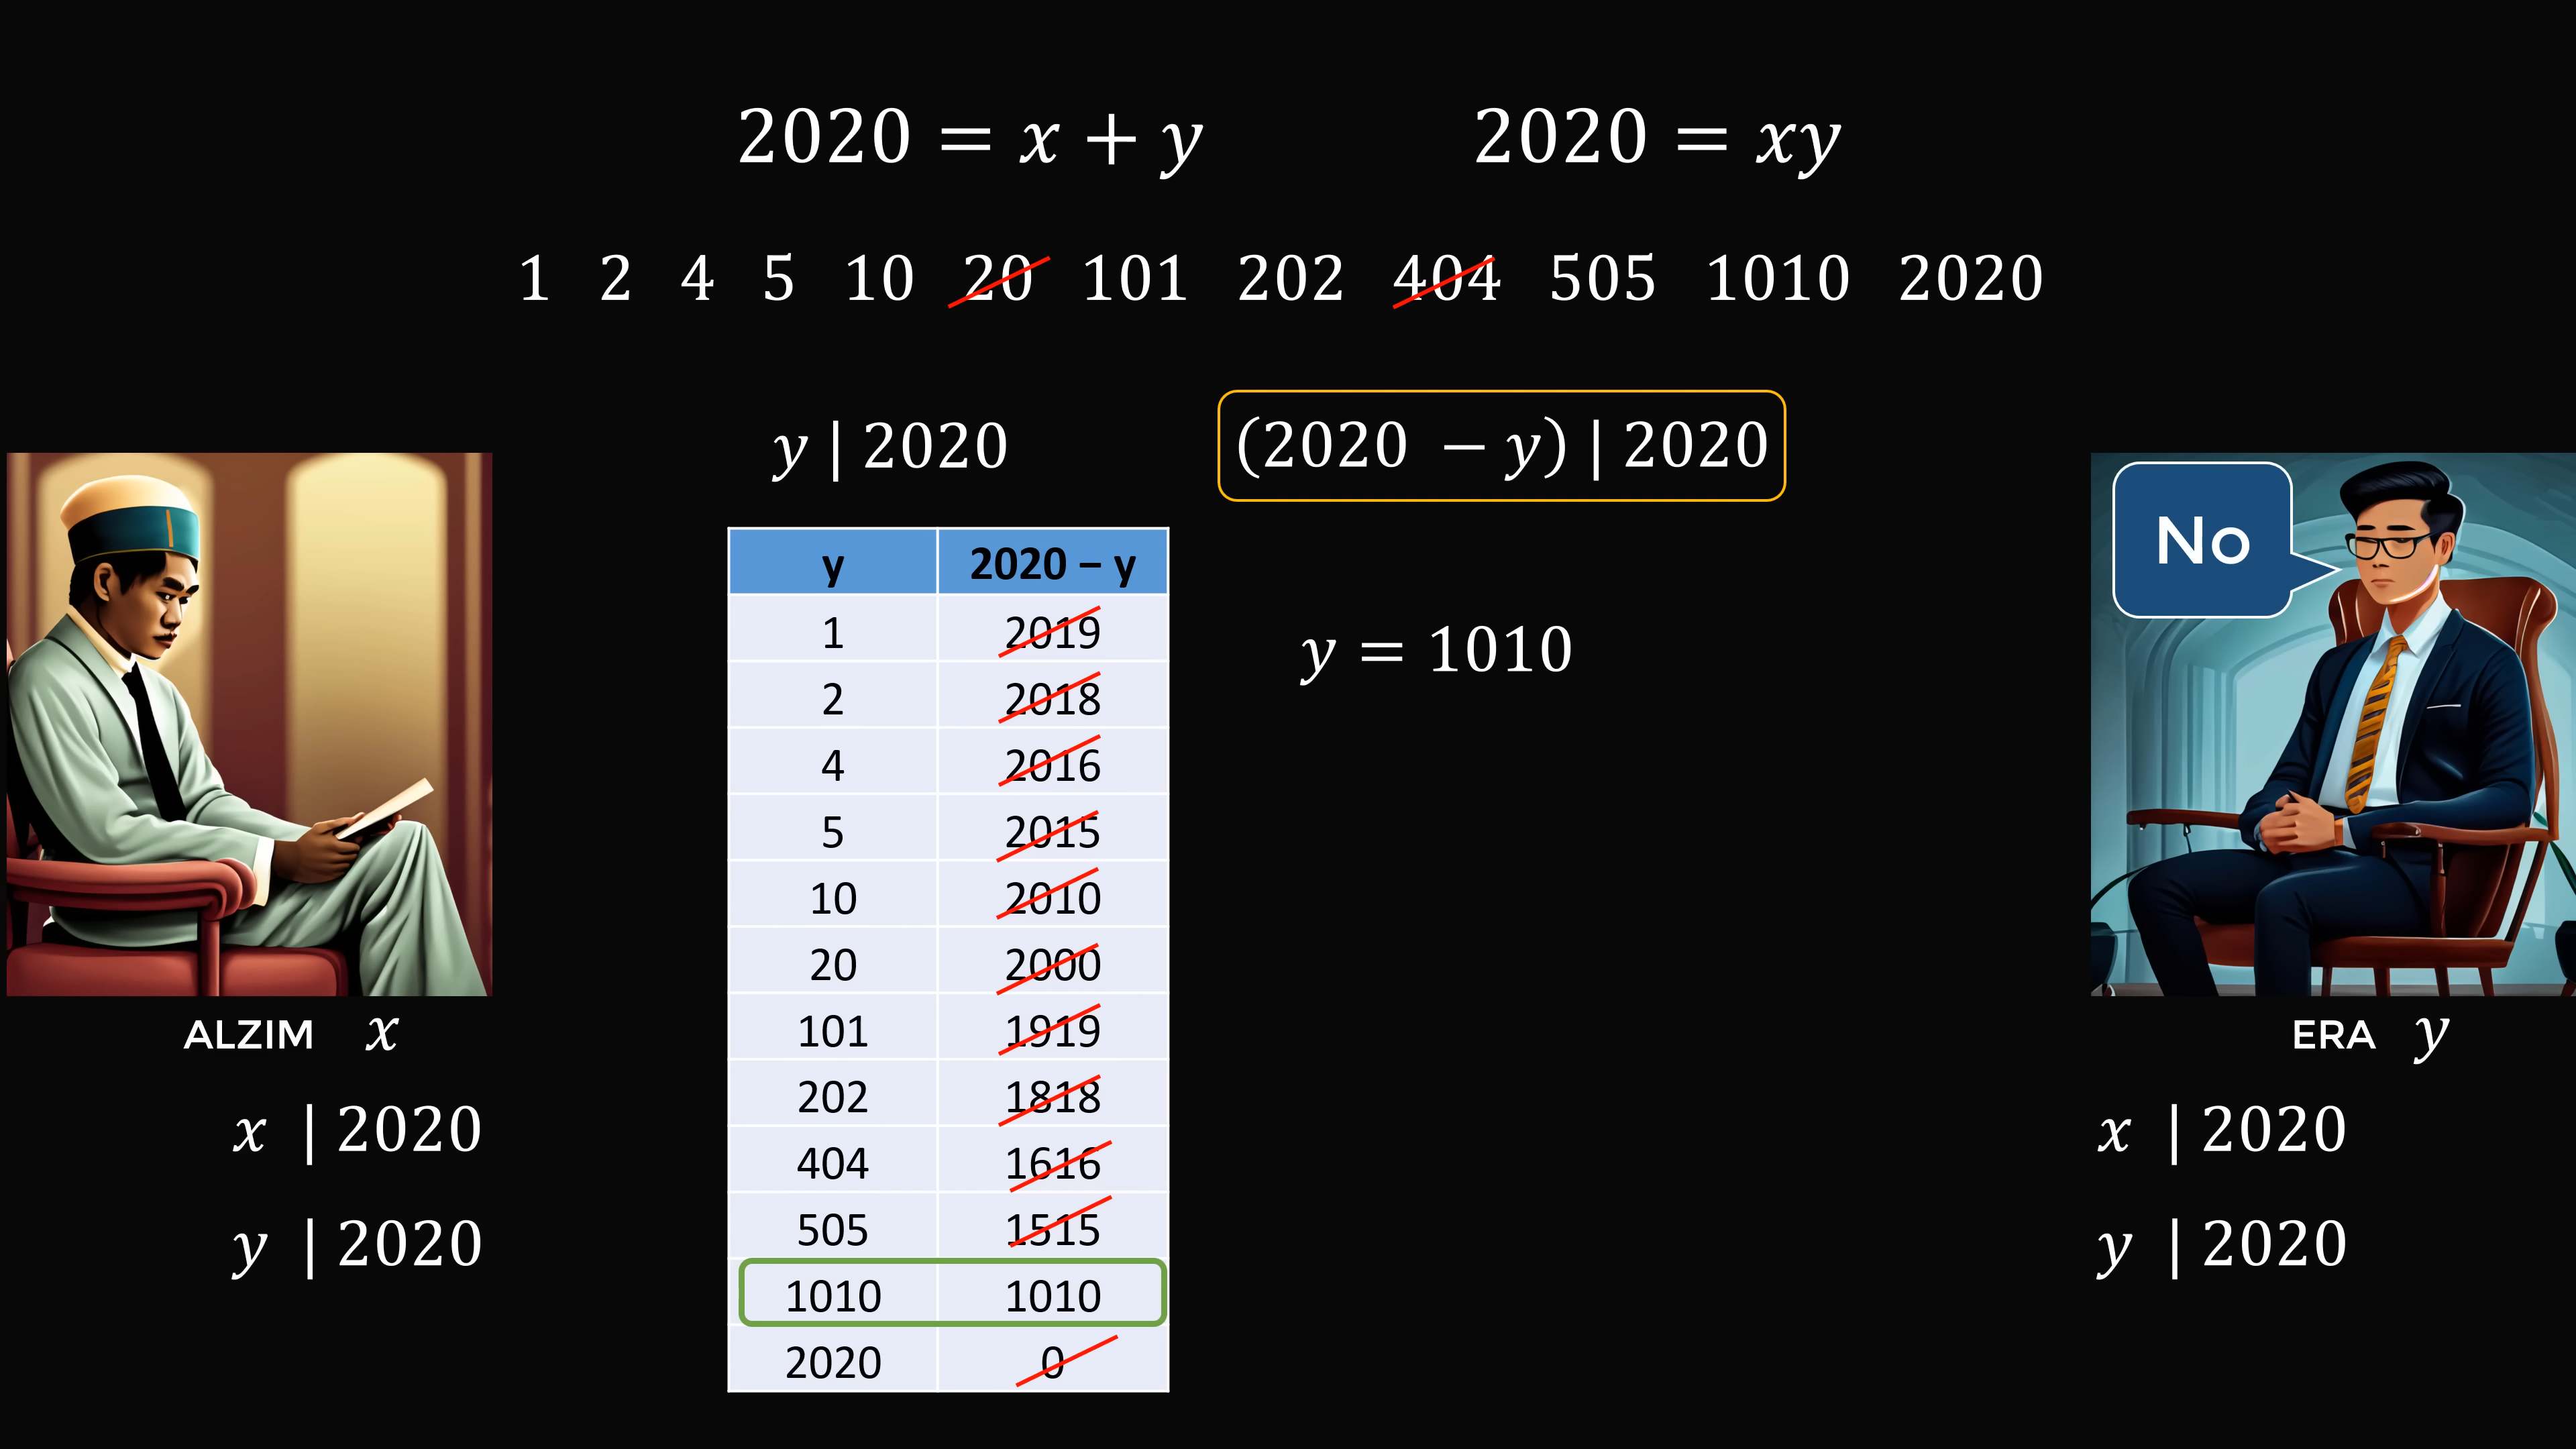 2020 = x + y
2020 = xy
1 2 4 5 10 20 101 202 404 505 1010 2020
y | 2020
(2020 − y) | 2020
No
y 2020 – y
1 2019
2 2018
4 2016
5 2015
10 2010
20 2000
101 1919
202 1818
404 1616
505 1515
1010 1010
2020 0
y = 1010
ALZIM x
x | 2020
y | 2020
ERA y
x | 2020
y | 2020